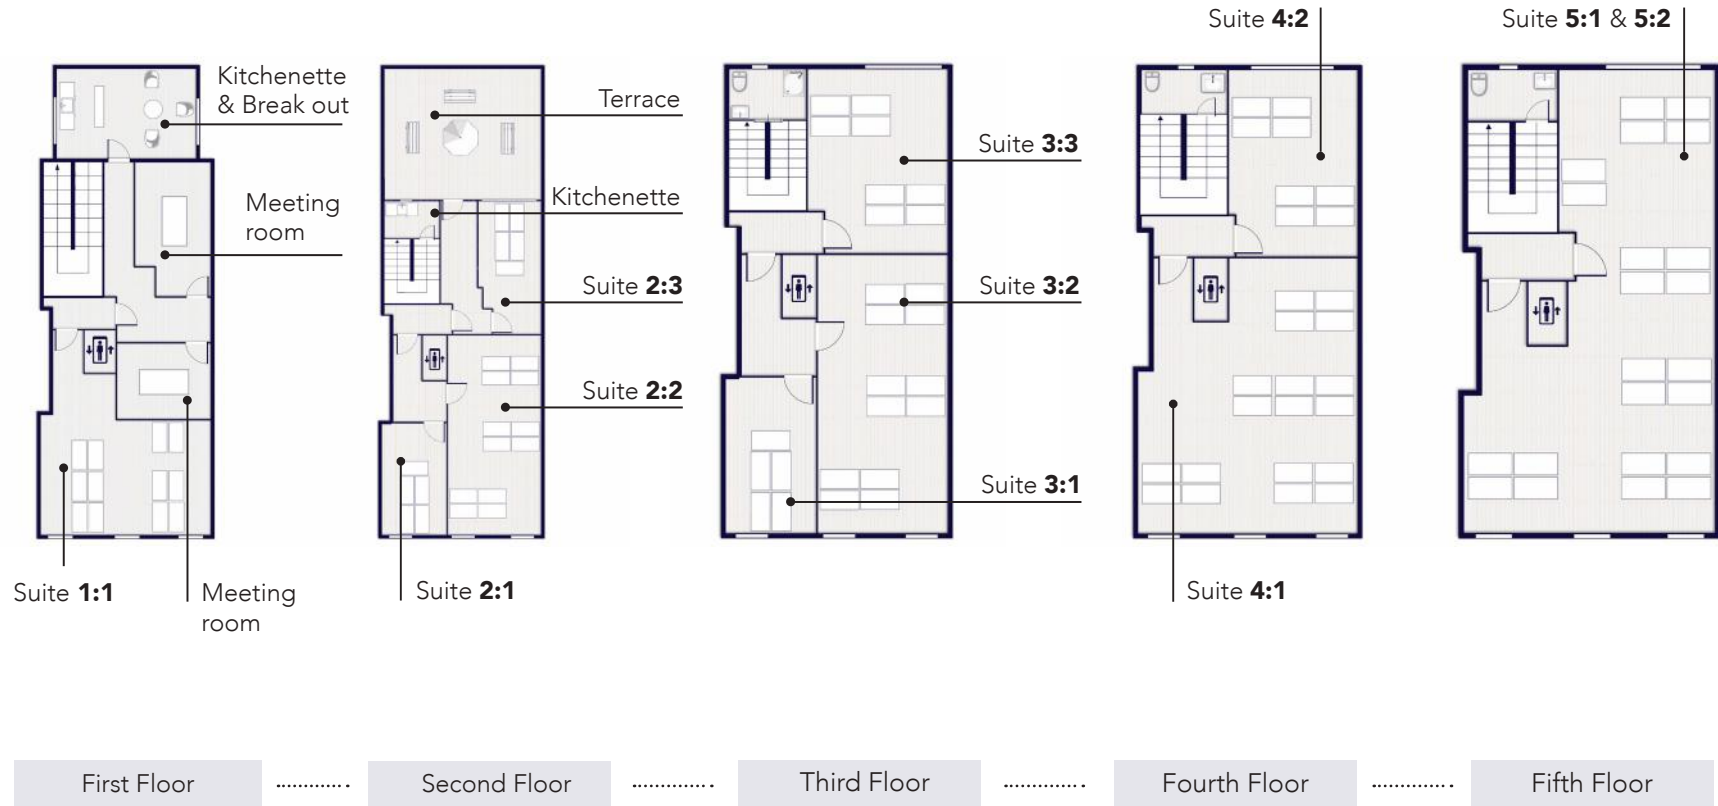 Suite 4:2
Suite 5:1 & 5:2
Kitchenette
& Break out
Terrace
Suite 3:3
Meeting
room
Kitchenette
Suite 2:3
Suite 3:2
Suite 2:2
Suite 3:1
Suite 1:1
Meeting
room
Suite 2:1
Suite 4:1
First Floor
Second Floor
Third Floor
Fourth Floor
Fifth Floor